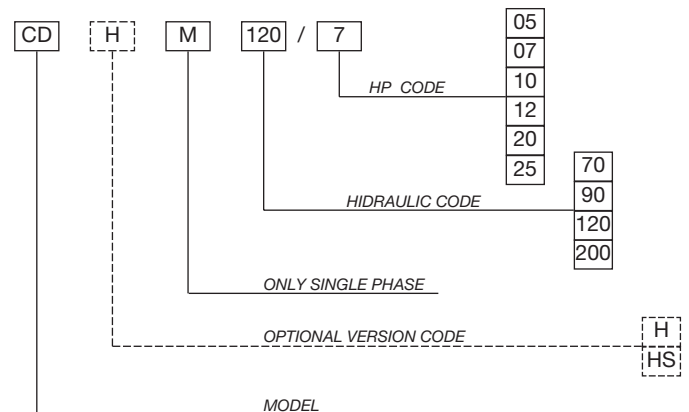 CD H M 120 / 7
05
07
10
12
20
25
HP CODE
70
90
120
200
HIDRAULIC CODE
ONLY SINGLE PHASE
OPTIONAL VERSION CODE
H
HS
MODEL